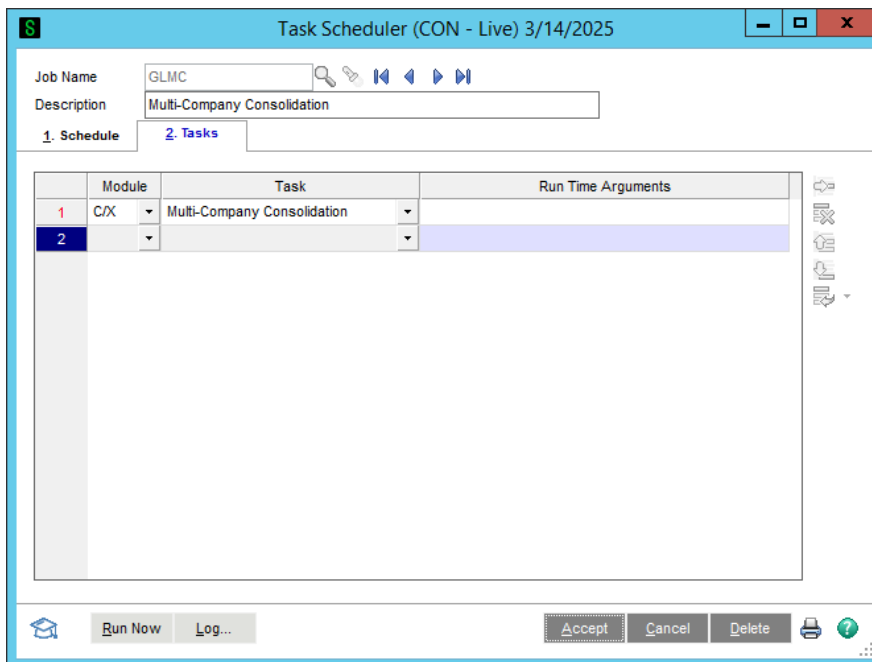 S Task Scheduler (CON - Live) 3/14/2025
Job Name GLMC
Description Multi-Company Consolidation
1. Schedule 2. Tasks
Module Task Run Time Arguments
1 C/X Multi-Company Consolidation
2
Run Now Log... Accept Cancel Delete ?